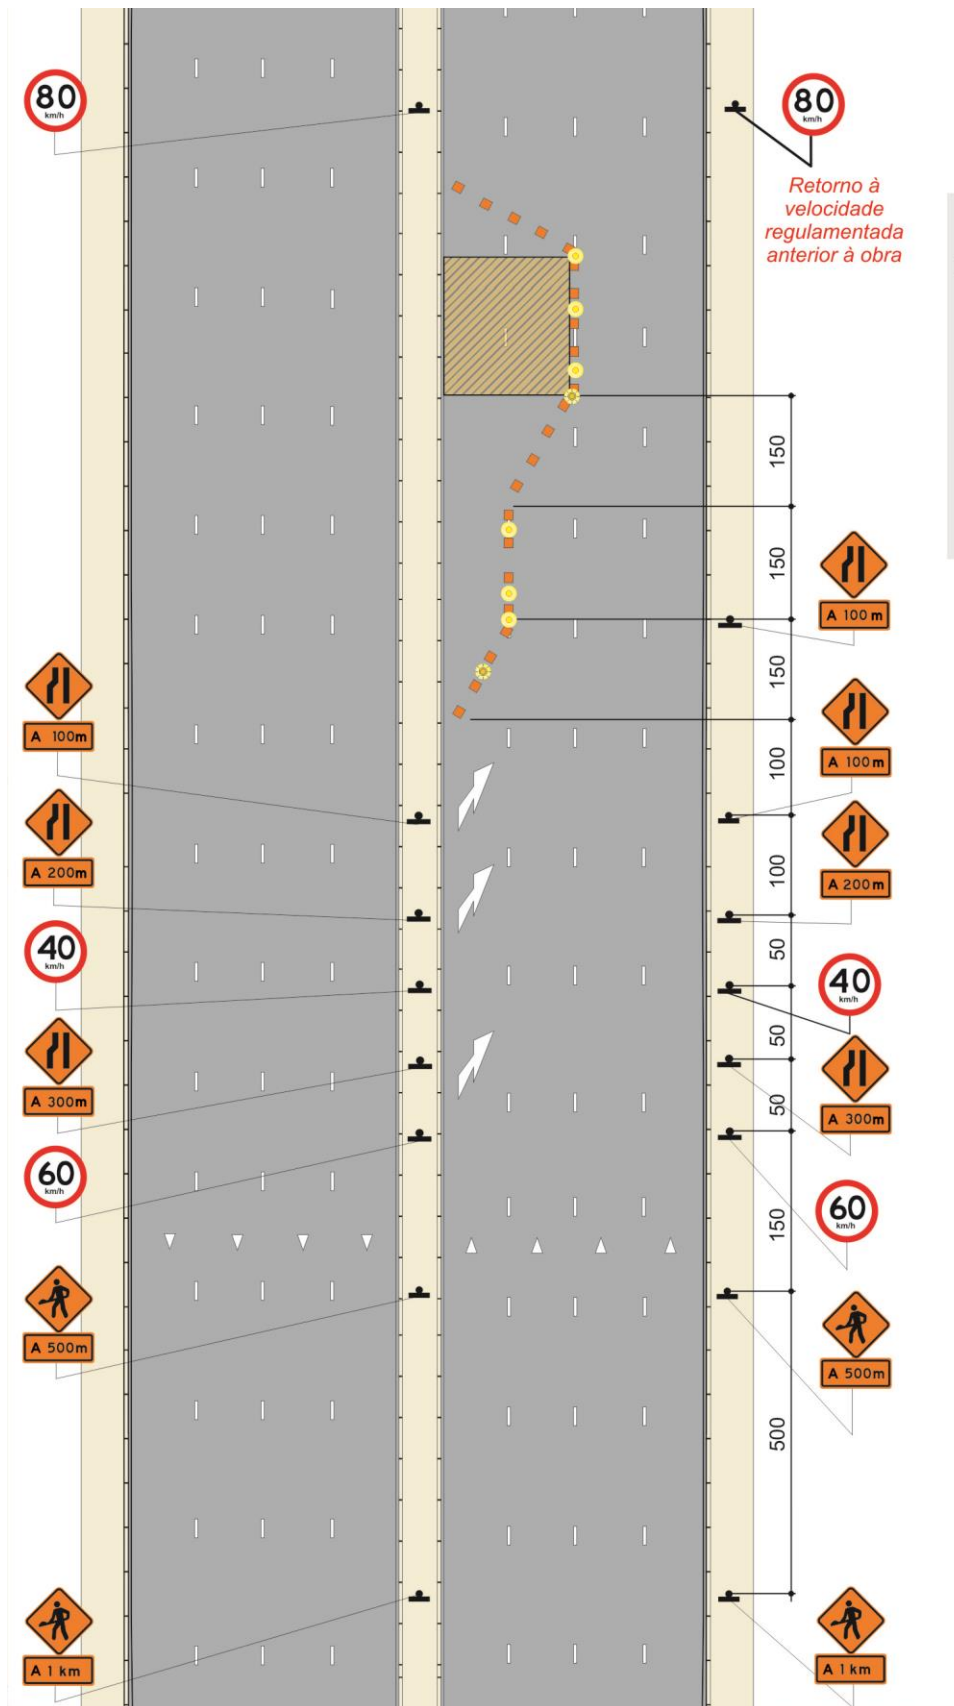 80
km/h
80
km/h
Retorno à
velocidade
regulamentada
anterior à obra
150
150
A 100 m
150
A 100m
A 100 m
100
A 200m
A 200 m
100
40
km/h
50
40
km/h
50
A 300m
A 300m
50
60
km/h
60
km/h
150
A 500m
A 500m
500
A 1 km
A 1 km